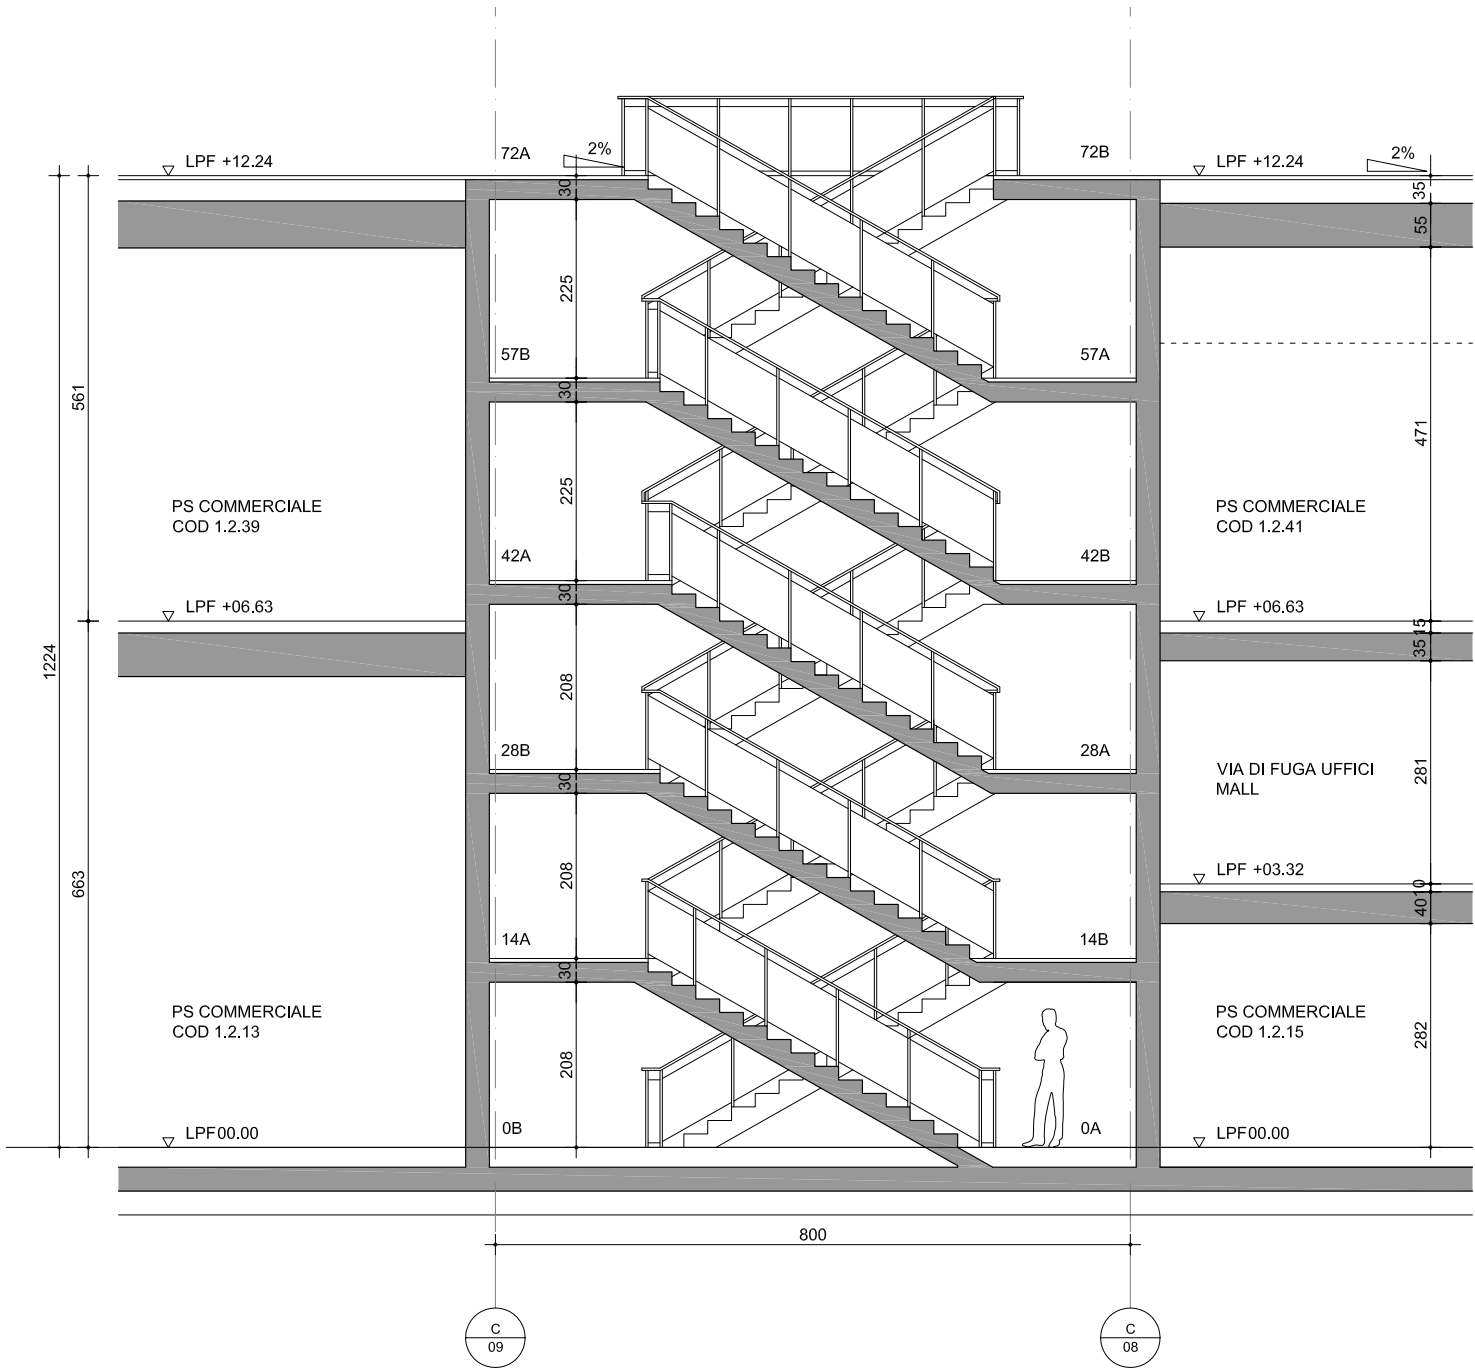 72A
2%
72B
LPF +12.24
LPF +12.24
2%
30
35
55
225
57B
57A
30
561
471
225
PS COMMERCIALE
COD 1.2.39
PS COMMERCIALE
COD 1.2.41
42A
42B
30
LPF +06.63
LPF +06.63
15
35
1224
208
28B
28A
30
VIA DI FUGA UFFICI
MALL
281
663
208
LPF +03.32
10
40
14A
14B
30
PS COMMERCIALE
COD 1.2.13
PS COMMERCIALE
COD 1.2.15
282
208
0B
0A
LPF00.00
LPF00.00
800
C
09
C
08